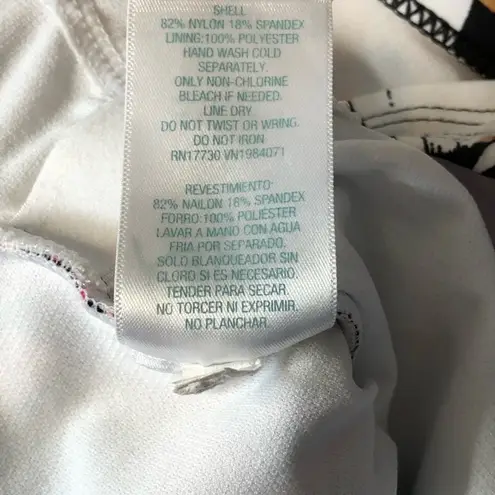 SHELL
82% NYLON 18% SPANDEX
LINING:100% POLYESTER
HAND WASH COLD
SEPARATELY.
ONLY NON-CHLORINE
BLEACH IF NEEDED.
LINE DRY.
DO NOT TWIST OR WRING.
DO NOT IRON
RN17730 VN1984071
REVESTIMIENTO
82% NAILON 18% SPANDEX
FORRO:100% POLIÉSTER
LAVAR A MANO CON AGUA
FRIA POR SEPARADO.
SOLO BLANQUEADOR SIN
CLORO SI ES NECESARIO.
TENDER PARA SECAR.
NO TORCER NI EXPRIMIR.
NO PLANCHAR.